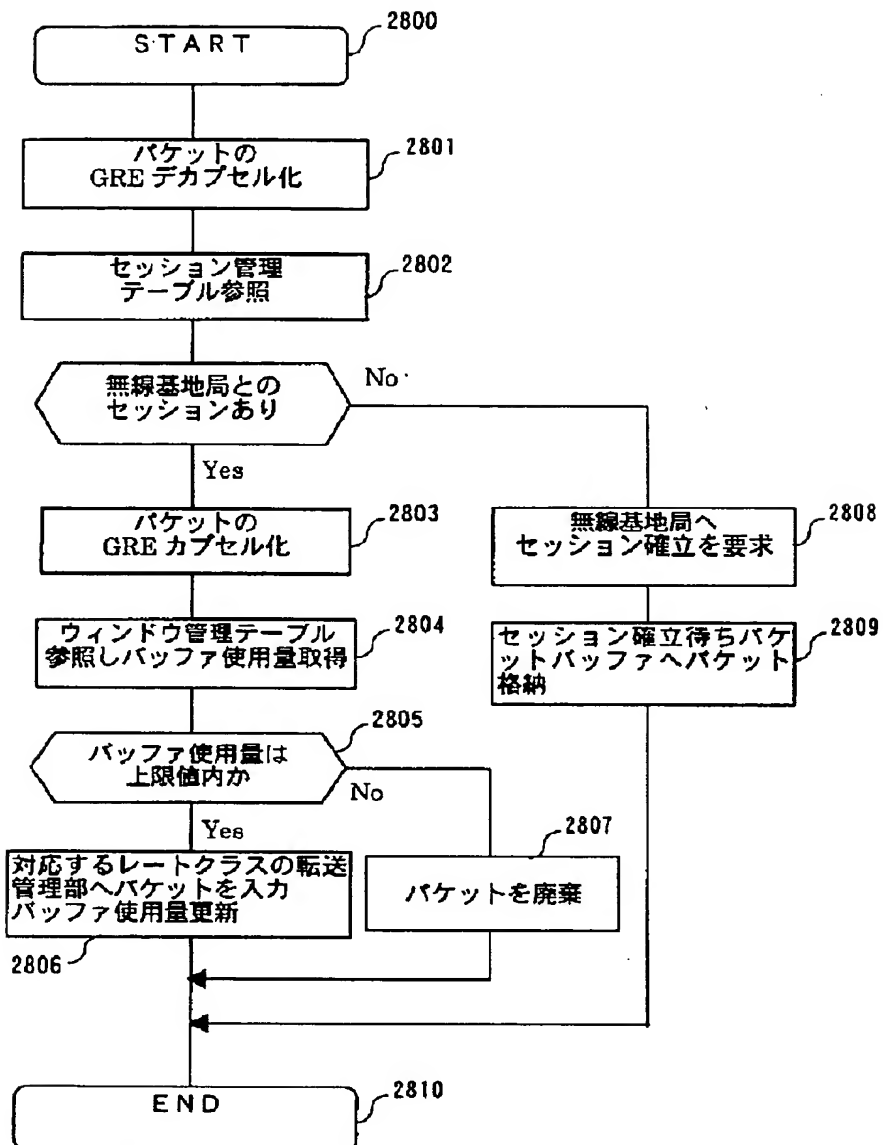 START
2800
パケットの
GRE デカプセル化
2801
セッション管理
テーブル参照
2802
無線基地局との
セッションあり
No
Yes
パケットの
GRE カプセル化
2803
無線基地局へ
セッション確立を要求
2808
ウィンドウ管理テーブル
参照しバッファ使用量取得
2804
セッション確立待ちパケ
ットバッファへパケット
格納
2809
バッファ使用量は
上限値内か
2805
No
Yes
対応するレートクラスの転送
管理部へパケットを入力
バッファ使用量更新
2806
パケットを廃棄
2807
END
2810